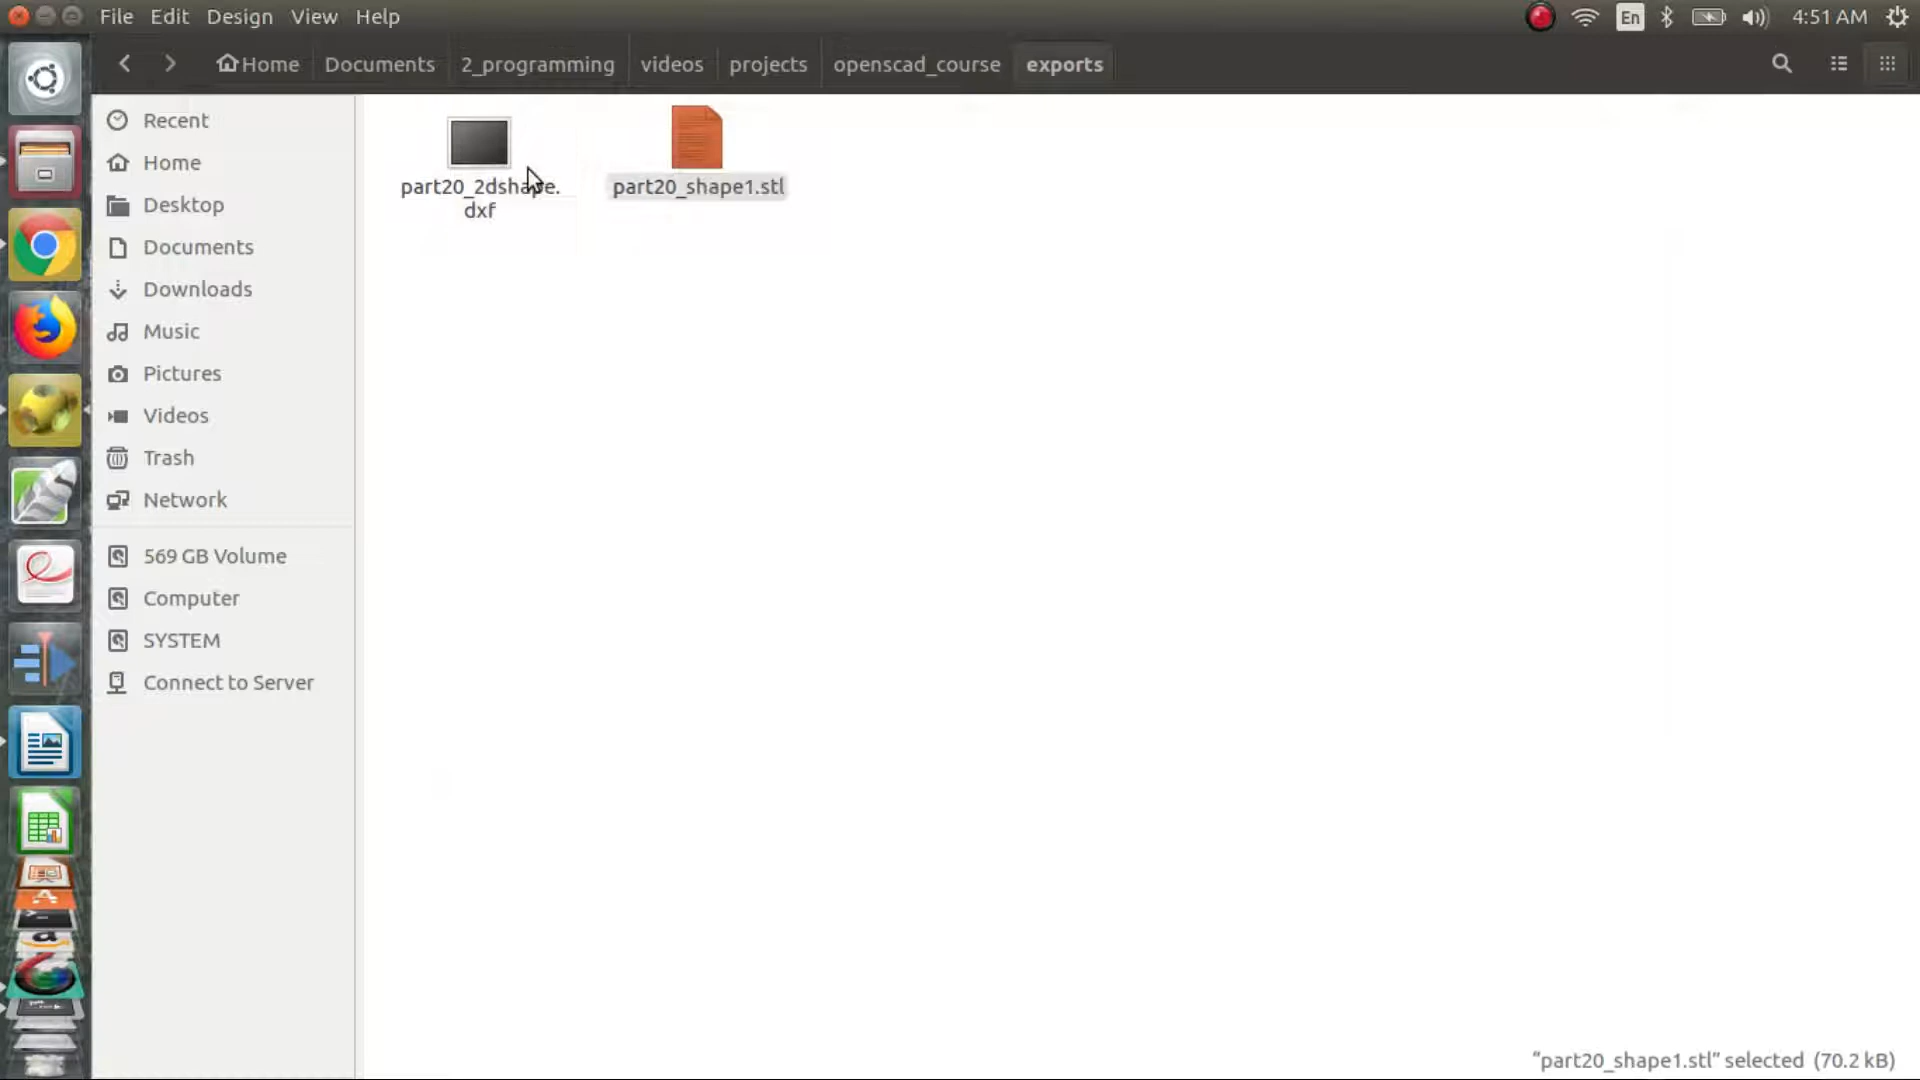 File Edit Design View Help
En 4:51 AM
Home Documents 2_programming videos projects openscad_course exports
Recent
Home
Desktop
Documents
Downloads
Music
Pictures
Videos
Trash
Network
569 GB Volume
Computer
SYSTEM
Connect to Server
part20_2dshape.
dxf
part20_shape1.stl
"part20_shape1.stl" selected (70.2 kB)